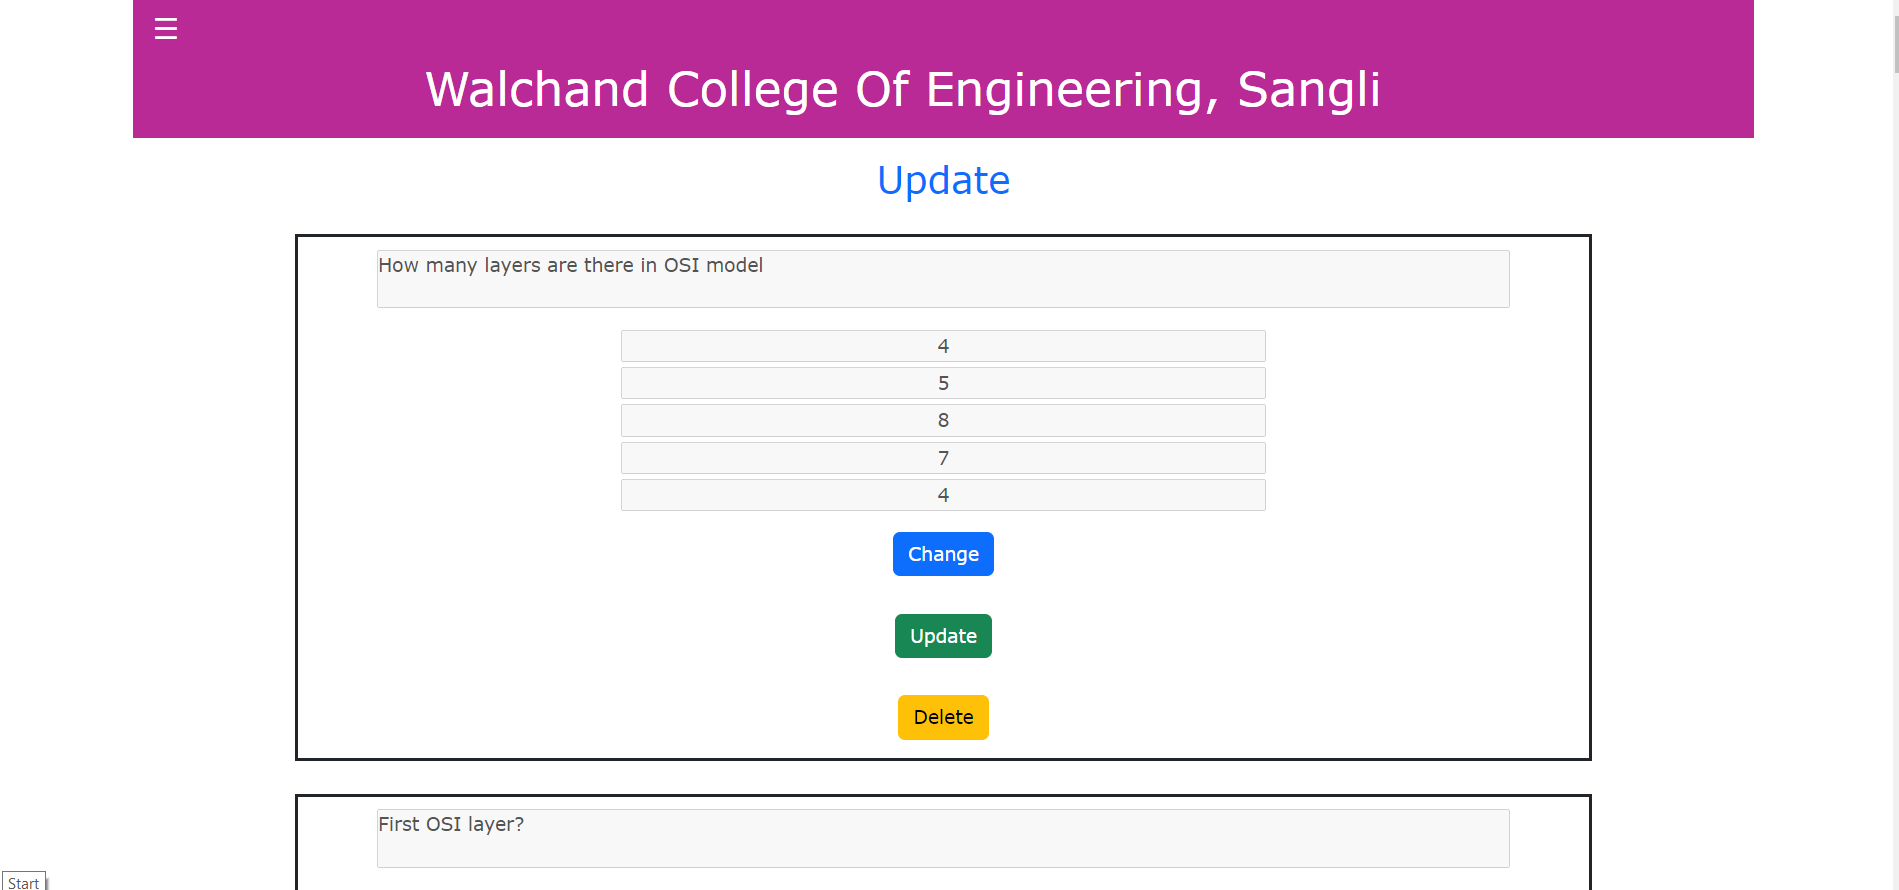 ☰
Walchand College Of Engineering, Sangli
Update
How many layers are there in OSI model
4
5
8
7
4
Change
Update
Delete
First OSI layer?
Start